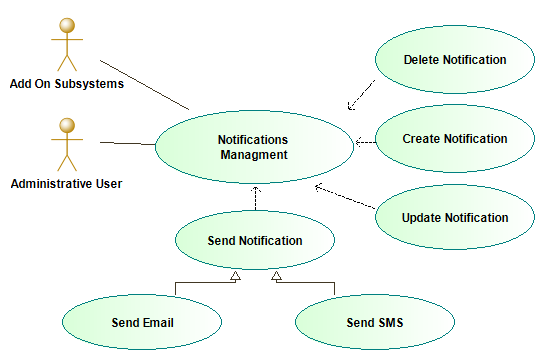 Add On Subsystems
Delete Notification
Notifications
Managment
Create Notification
Administrative User
Update Notification
Send Notification
Send Email
Send SMS